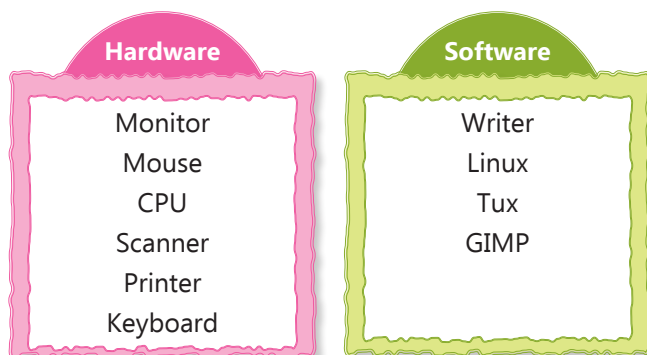 Hardware
Monitor
Mouse
CPU
Scanner
Printer
Keyboard
Software
Writer
Linux
Tux
GIMP